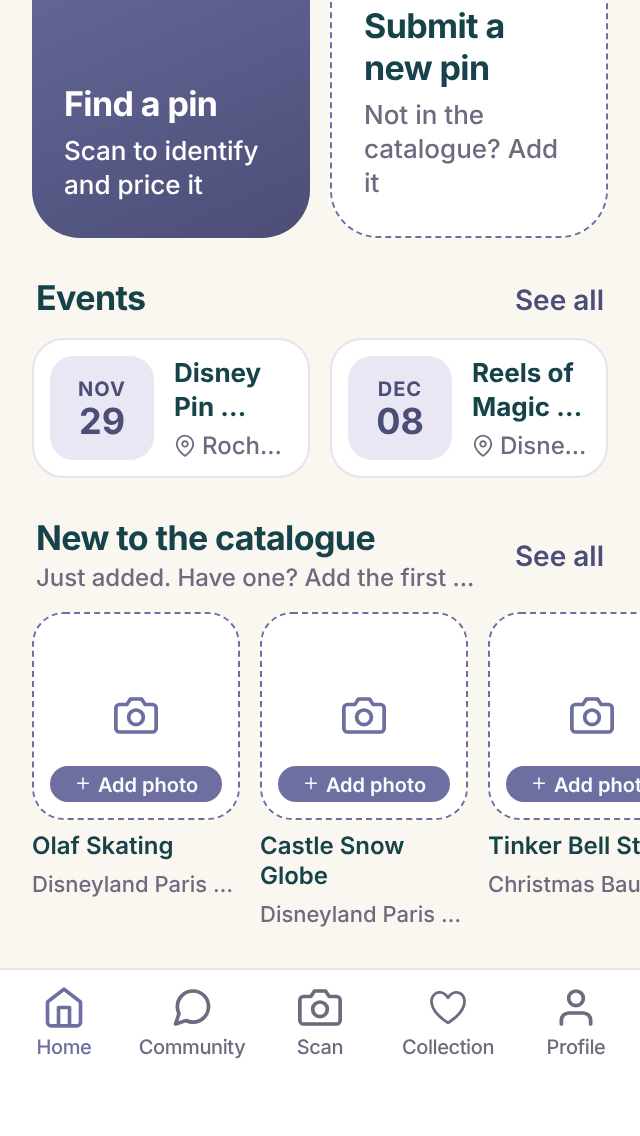 Find a pin
Scan to identify
and price it
Submit a
new pin
Not in the
catalogue? Add
it
Events
See all
NOV
29
Disney
Pin ...
Roch...
DEC
08
Reels of
Magic ...
Disne...
New to the catalogue
Just added. Have one? Add the first ...
See all
+ Add photo
+ Add photo
+ Add phot
Olaf Skating
Disneyland Paris ...
Castle Snow
Globe
Disneyland Paris ...
Tinker Bell St
Christmas Bau
Home
Community
Scan
Collection
Profile